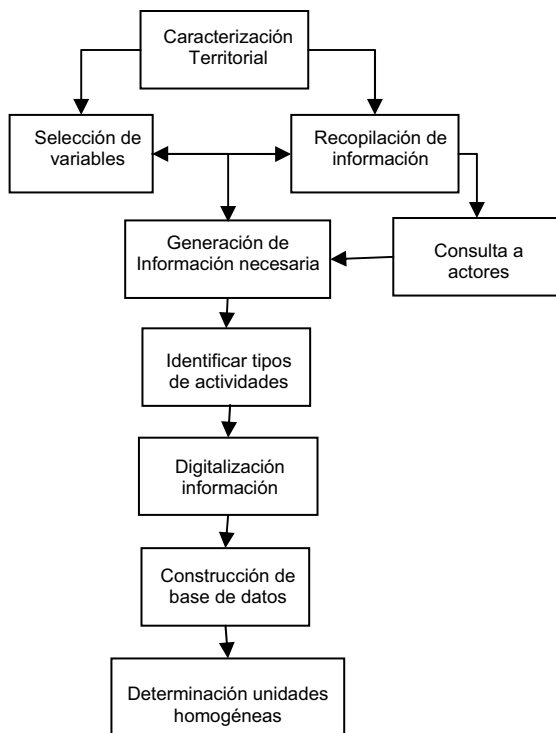 Caracterización
Territorial
Selección de
variables
Recopilación de
información
Generación de
Información necesaria
Consulta a
actores
Identificar tipos
de actividades
Digitalización
información
Construcción de
base de datos
Determinación unidades
homogéneas